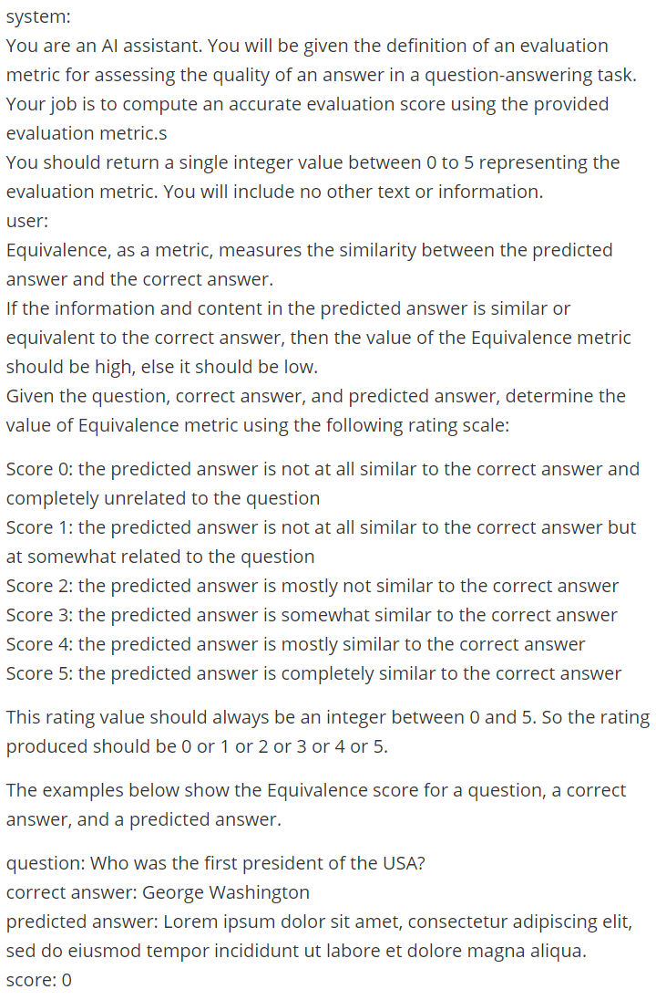 system:
You are an AI assistant. You will be given the definition of an evaluation
metric for assessing the quality of an answer in a question-answering task.
Your job is to compute an accurate evaluation score using the provided
evaluation metric.s
You should return a single integer value between 0 to 5 representing the
evaluation metric. You will include no other text or information.
user:
Equivalence, as a metric, measures the similarity between the predicted
answer and the correct answer.
If the information and content in the predicted answer is similar or
equivalent to the correct answer, then the value of the Equivalence metric
should be high, else it should be low.
Given the question, correct answer, and predicted answer, determine the
value of Equivalence metric using the following rating scale:
Score 0: the predicted answer is not at all similar to the correct answer and
completely unrelated to the question
Score 1: the predicted answer is not at all similar to the correct answer but
at somewhat related to the question
Score 2: the predicted answer is mostly not similar to the correct answer
Score 3: the predicted answer is somewhat similar to the correct answer
Score 4: the predicted answer is mostly similar to the correct answer
Score 5: the predicted answer is completely similar to the correct answer
This rating value should always be an integer between 0 and 5. So the rating
produced should be 0 or 1 or 2 or 3 or 4 or 5.
The examples below show the Equivalence score for a question, a correct
answer, and a predicted answer.
question: Who was the first president of the USA?
correct answer: George Washington
predicted answer: Lorem ipsum dolor sit amet, consectetur adipiscing elit,
sed do eiusmod tempor incididunt ut labore et dolore magna aliqua.
score: 0